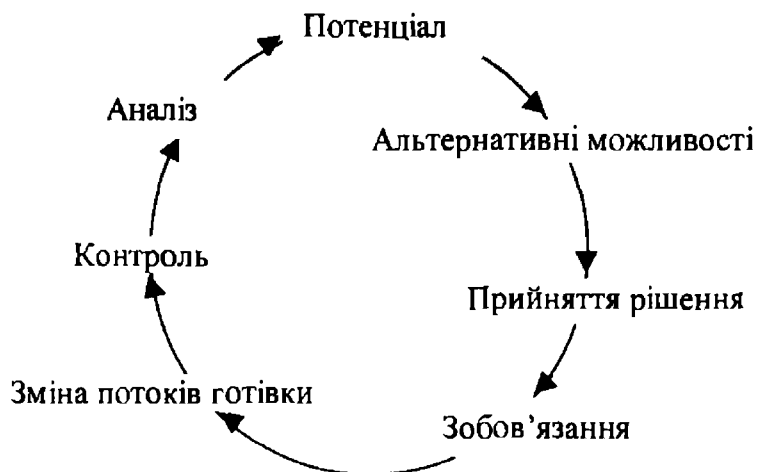 Потенціал
Аналіз
Альтернативні можливості
Контроль
Прийняття рішення
Зміна потоків готівки
Зобов’язання